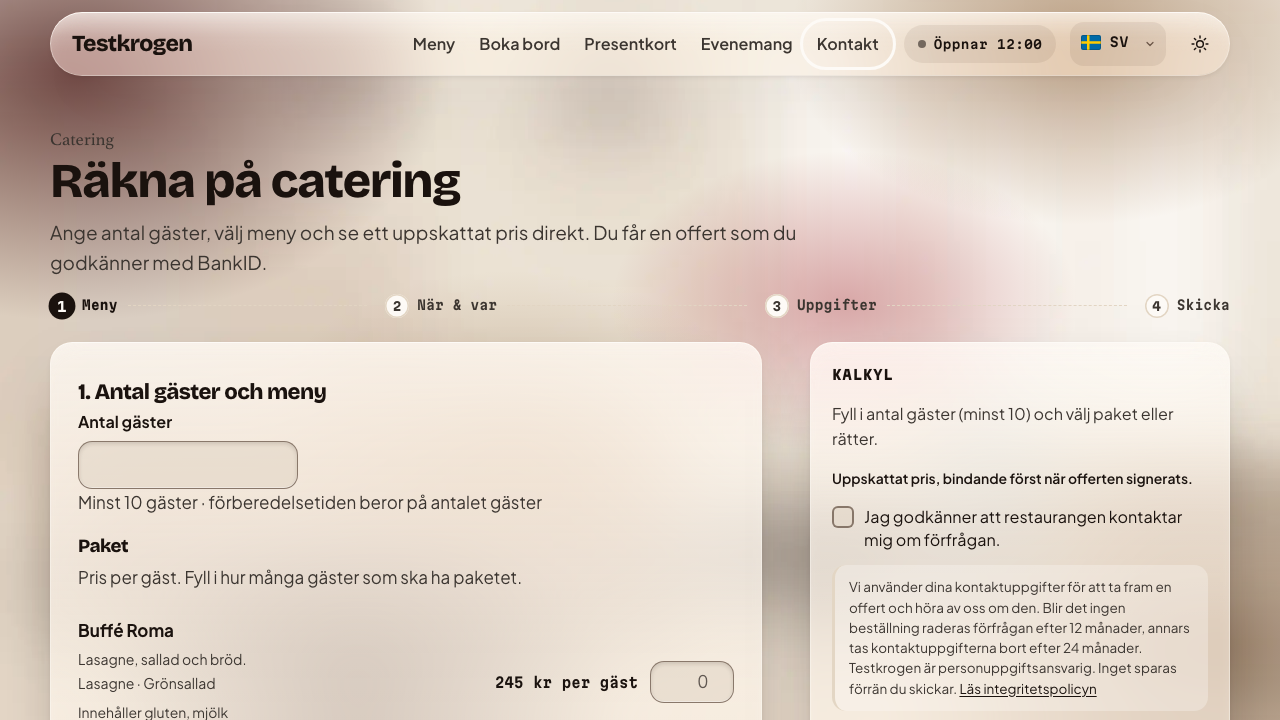 Testkrogen
Meny
Boka bord
Presentkort
Evenemang
Kontakt
Öppnar 12:00
SV
Catering
Räkna på catering
Ange antal gäster, välj meny och se ett uppskattat pris direkt. Du får en offert som du
godkänner med BankID.
1 Meny
2 När & var
3 Uppgifter
4 Skicka
1. Antal gäster och meny
Antal gäster
Minst 10 gäster · förberedelsetiden beror på antalet gäster
Paket
Pris per gäst. Fyll i hur många gäster som ska ha paketet.
Buffé Roma
Lasagne, sallad och bröd.
Lasagne · Grönsallad
245 kr per gäst
0
Innehåller gluten, mjölk
KALKYL
Fyll i antal gäster (minst 10) och välj paket eller
rätter.
Uppskattat pris, bindande först när offerten signerats.
Jag godkänner att restaurangen kontaktar
mig om förfrågan.
Vi använder dina kontaktuppgifter för att ta fram en
offert och höra av oss om den. Blir det ingen
beställning raderas förfrågan efter 12 månader, annars
tas kontaktuppgifterna bort efter 24 månader.
Testkrogen är personuppgiftsansvarig. Inget sparas
förrän du skickar. Läs integritetspolicyn